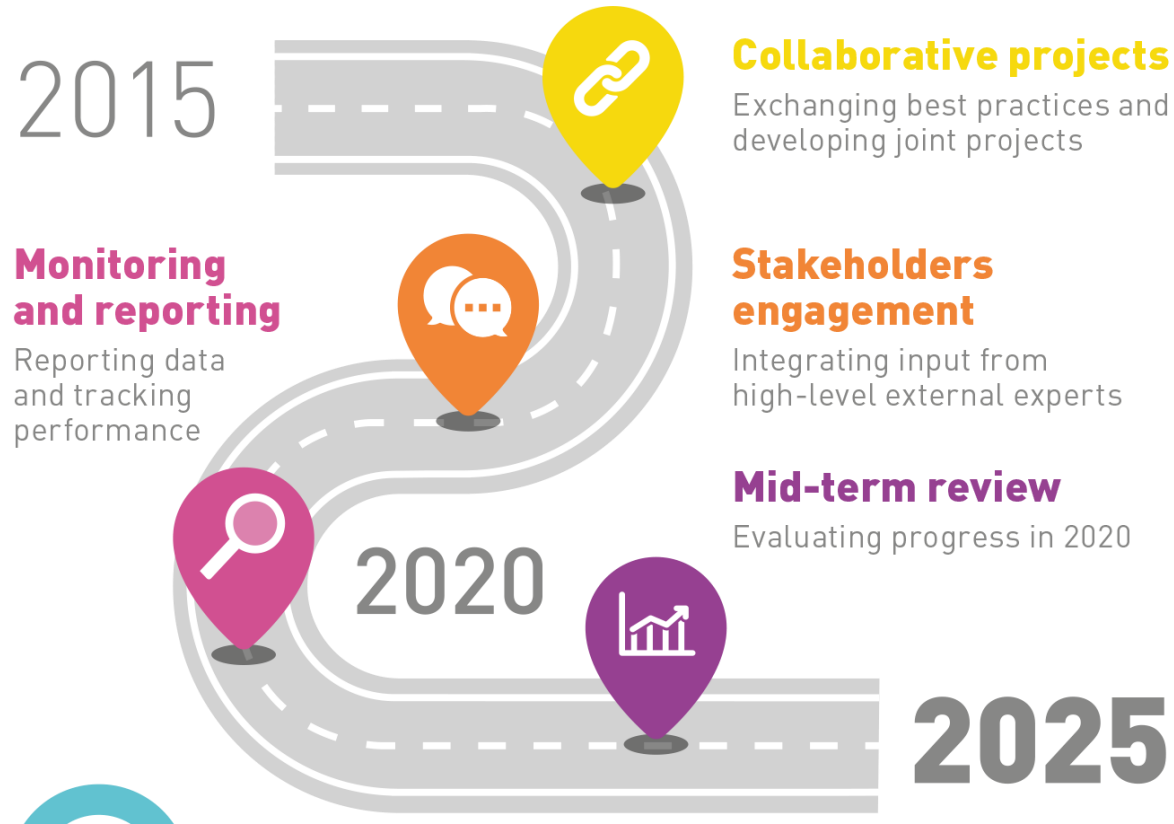 2015
Collaborative projects
Exchanging best practices and
developing joint projects
Monitoring
and reporting
Reporting data
and tracking
performance
Stakeholders
engagement
Integrating input from
high-level external experts
Mid-term review
Evaluating progress in 2020
2020
2025